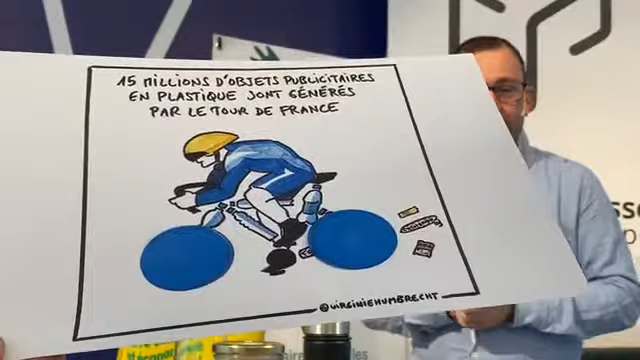 15 MILLIONS D'OBJETS PUBLICITAIRES
EN PLASTIQUE SONT GÉNÉRÉS
PAR LE TOUR DE FRANCE
@VIRGINIEHUMBRECHT